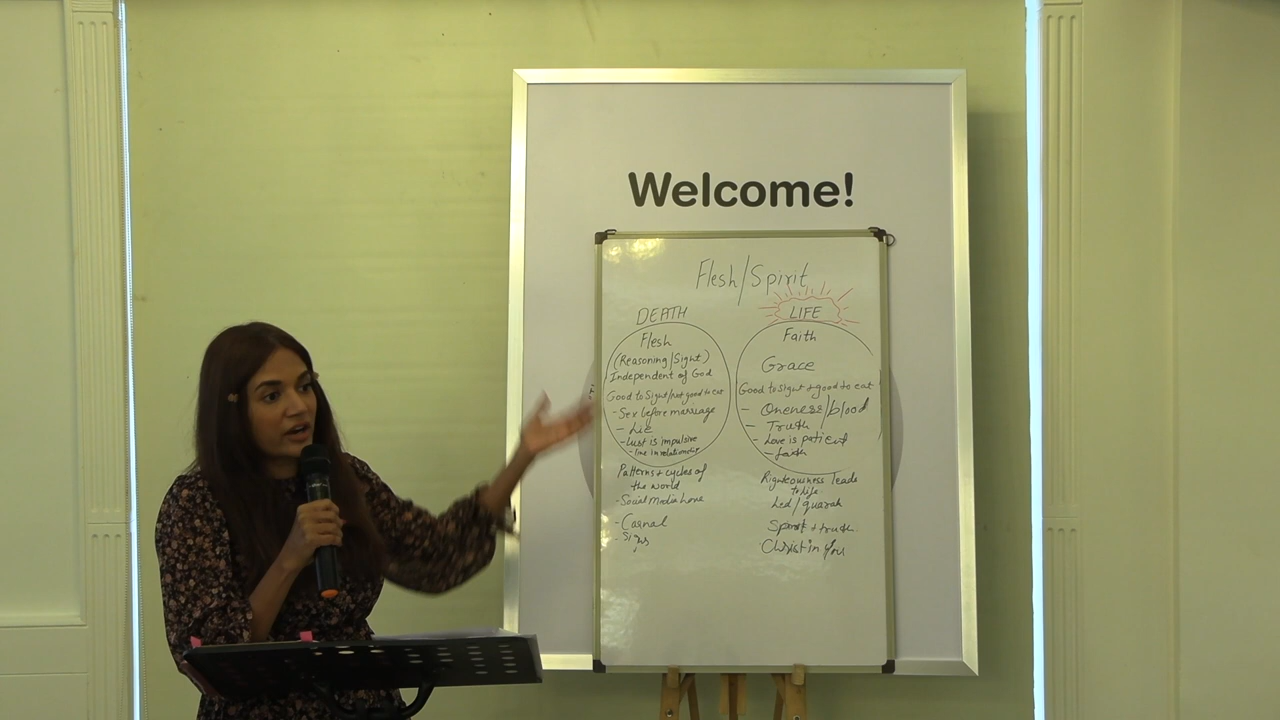 Welcome!
Flesh/Spirit
DEATH
Flesh
(Reasoning/Sight)
Independent of God
Good to Sight/not good to eat
- Sex before marriage
- Lie
- Lust is impulsive
- in relationship
Patterns & cycles of
the world
- Social Media
- Carnal
- Signs
LIFE
Faith
Grace
Good to sight & good to eat
- Oneness/blood
- Truth
- Love is patient
- faith
Righteousness leads
to life
Led/
Spirit & truth
Christ in you